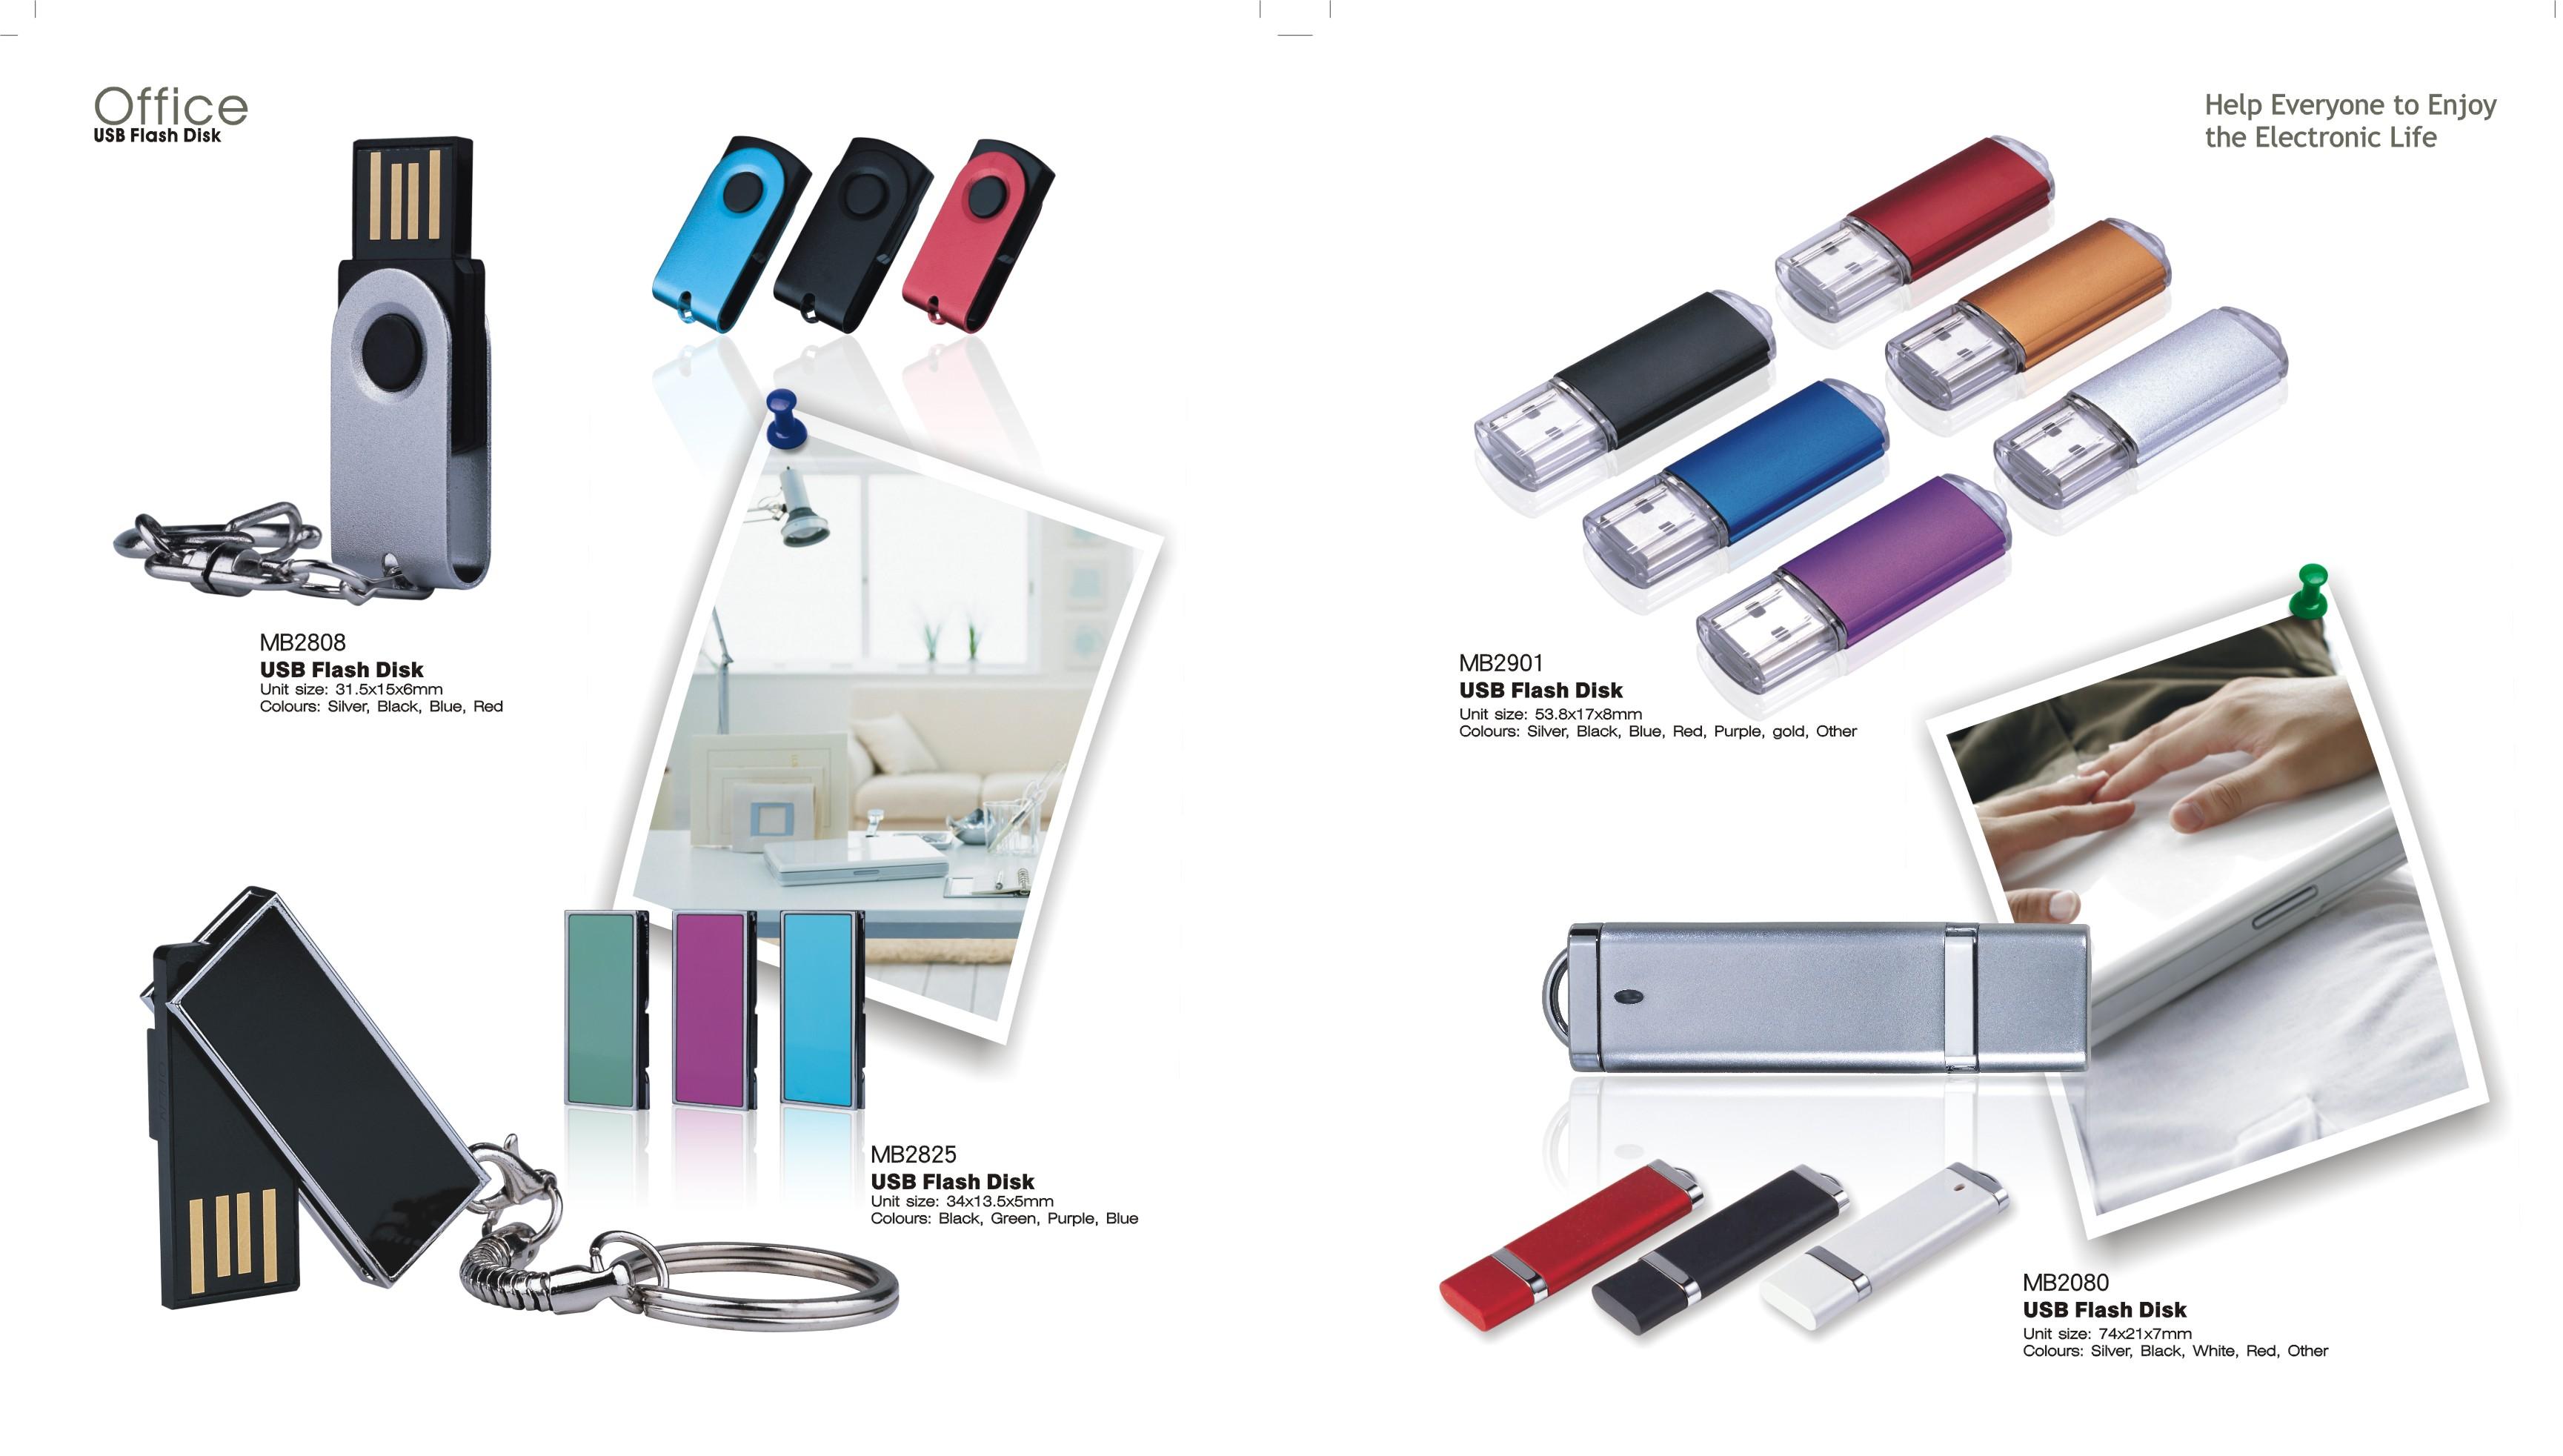 Office
USB Flash Disk
MB2808
USB Flash Disk
Unit size: 31.5x15x6mm
Colours: Silver, Black, Blue, Red
MB2825
USB Flash Disk
Unit size: 34x13.5x5mm
Colours: Black, Green, Purple, Blue
Help Everyone to Enjoy
the Electronic Life
MB2901
USB Flash Disk
Unit size: 53.8x17x8mm
Colours: Silver, Black, Blue, Red, Purple, gold, Other
MB2080
USB Flash Disk
Unit size: 74x21x7mm
Colours: Silver, Black, White, Red, Other